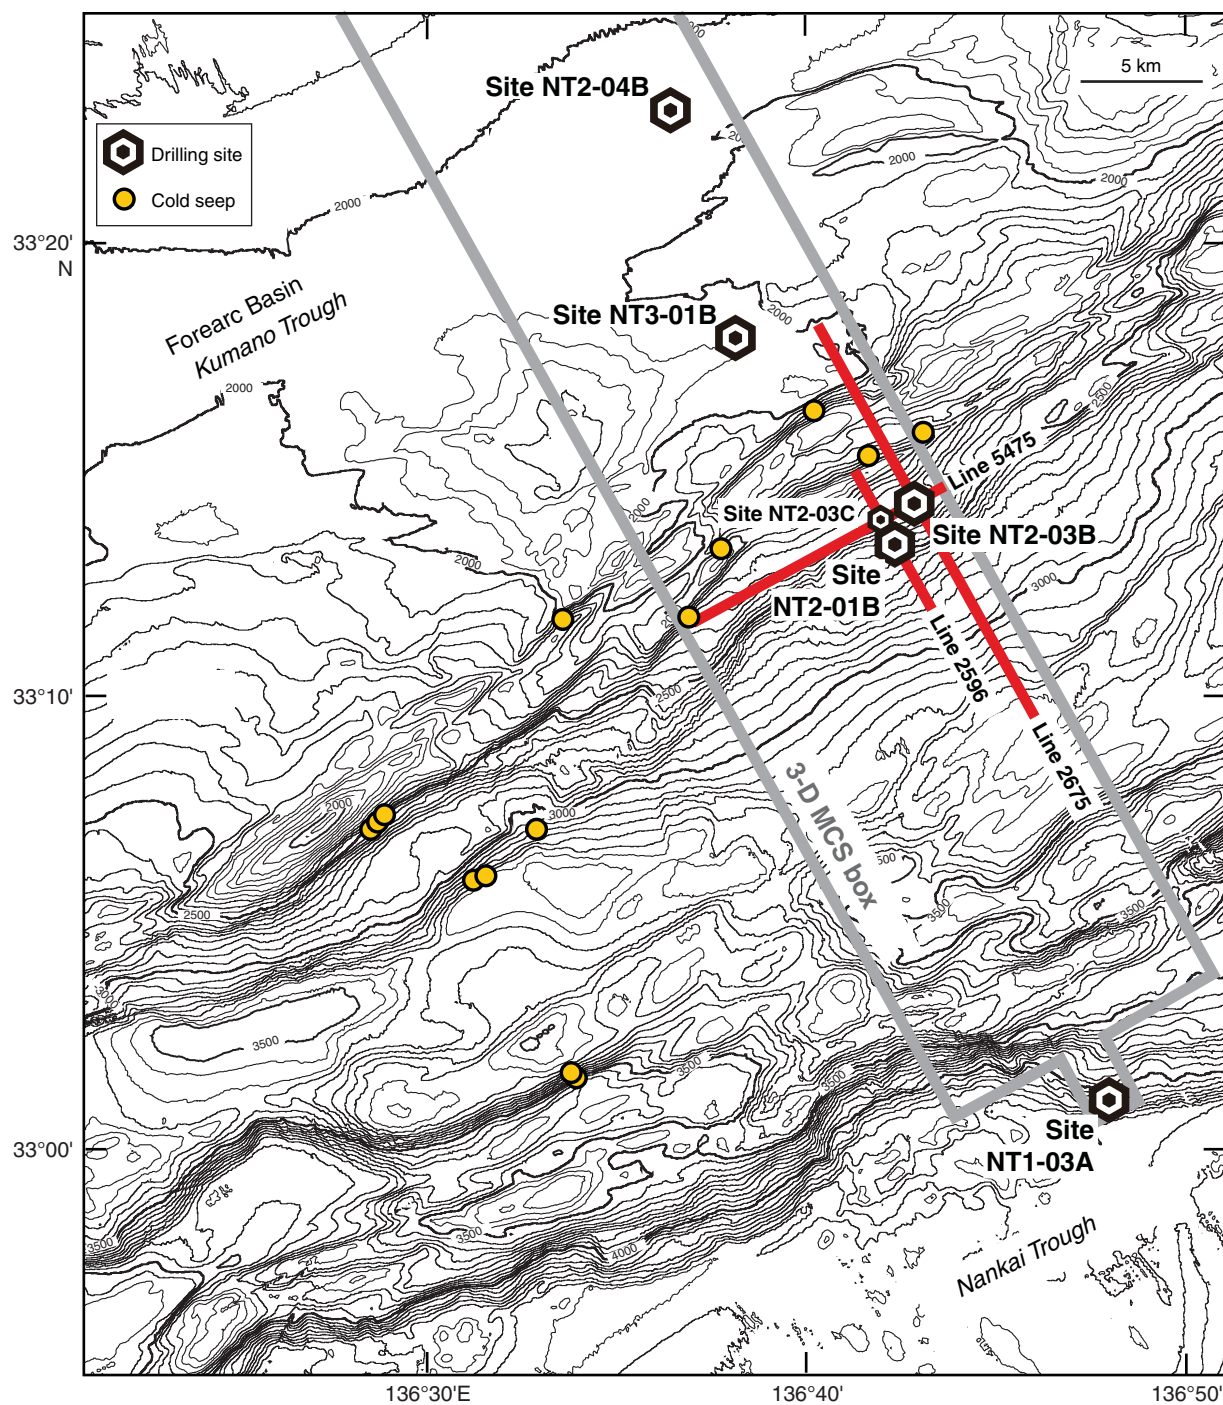 2000
5 km
Site NT2-04B
Drilling site
Cold seep
2000
2000
2000
33°20'
N
Forearc Basin
Kumano Trough
Site NT3-01B
2000
2000
2500
Line 5475
2000
Site NT2-03C
Site NT2-03B
2000
Site
NT2-01B
3000
Line 2596
33°10'
2500
Line 2675
3-D MCS box
2000
3000
2500
3500
3500
3000
3500
3500
3500
33°00'
Site
NT1-03A
3500
3500
4000
Nankai Trough
136°30'E
136°40'
136°50'